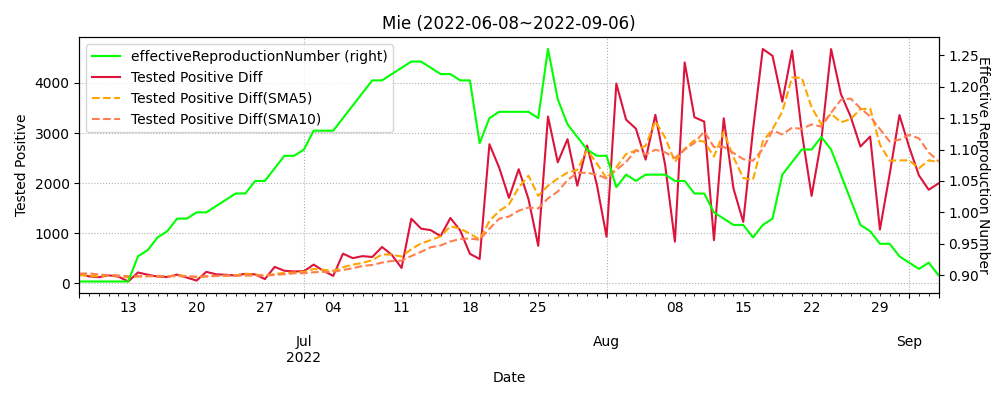 Mie (2022-06-08~2022-09-06)
effectiveReproductionNumber (right)
Tested Positive Diff
Tested Positive Diff(SMA5)
Tested Positive Diff(SMA10)
Tested Positive
4000
3000
2000
1000
0
1.25
1.20
1.15
1.10
1.05
1.00
0.95
0.90
Effective Reproduction Number
13 20 27 04 11 18 25 08 15 22 29
Jul Aug Sep
2022
Date